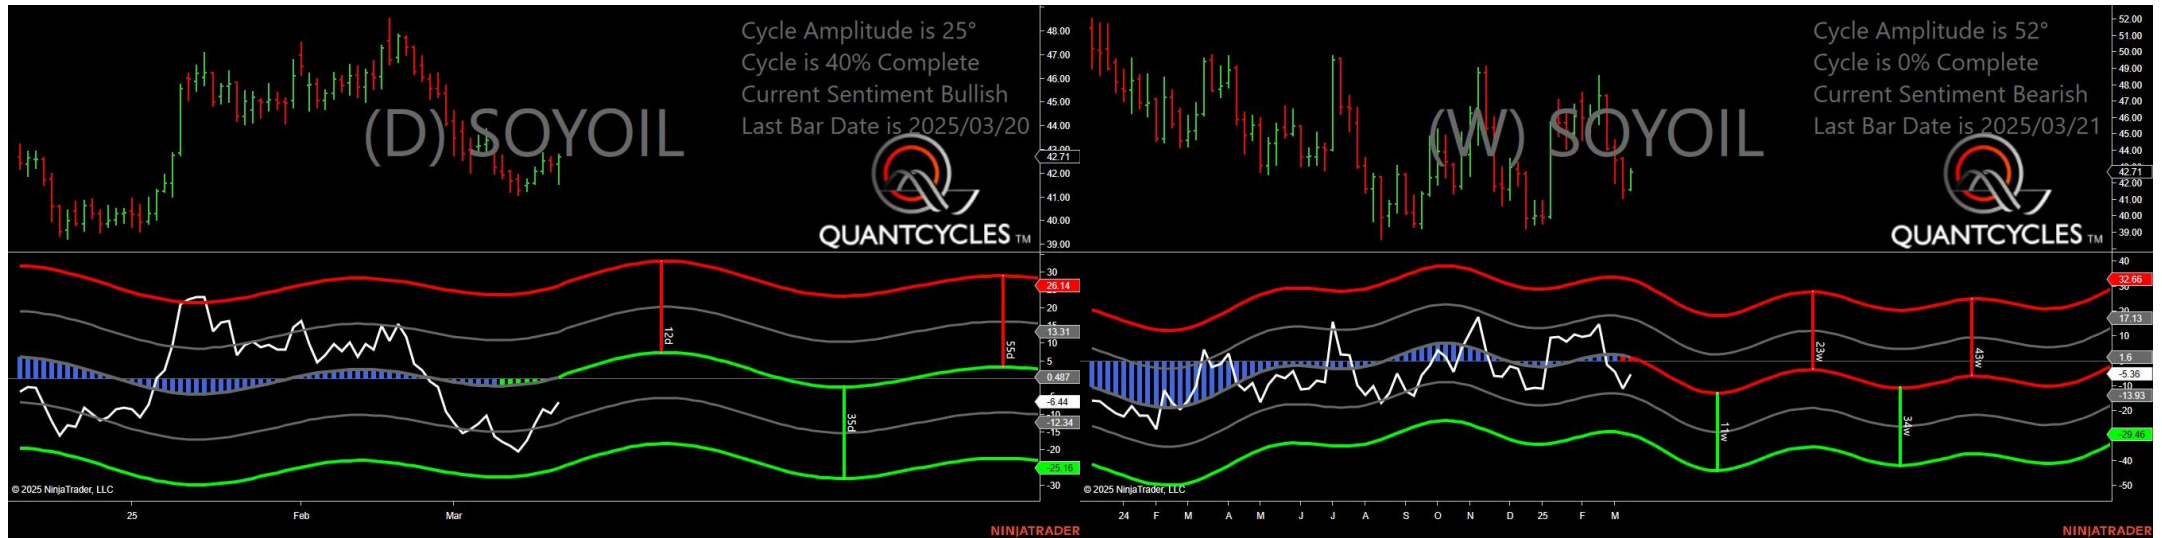 Cycle Amplitude is 25°
Cycle is 40% Complete
Current Sentiment Bullish
Last Bar Date is 2025/03/20
(D) SOYOIL
QUANTCYCLES TM
48.00
47.00
46.00
45.00
44.00
43.00
42.71
42.00
41.00
40.00
39.00
30
26.14
20
13.31
10
5
0.487
-6.44
-10
-12.34
-15
-20
-25.16
-30
12d
35d
55d
© 2025 NinjaTrader, LLC
25
Feb
Mar
NINJATRADER
Cycle Amplitude is 52°
Cycle is 0% Complete
Current Sentiment Bearish
Last Bar Date is 2025/03/21
(W) SOYOIL
QUANTCYCLES TM
52.00
51.00
50.00
49.00
48.00
47.00
46.00
45.00
44.00
42.71
42.00
41.00
40.00
39.00
40
32.66
30
17.13
10
1.6
-5.36
-10
-13.93
-20
-29.46
-40
-50
11w
23w
34w
43w
© 2025 NinjaTrader, LLC
24 F M A M J J A S O N D 25 F M
NINJATRADER